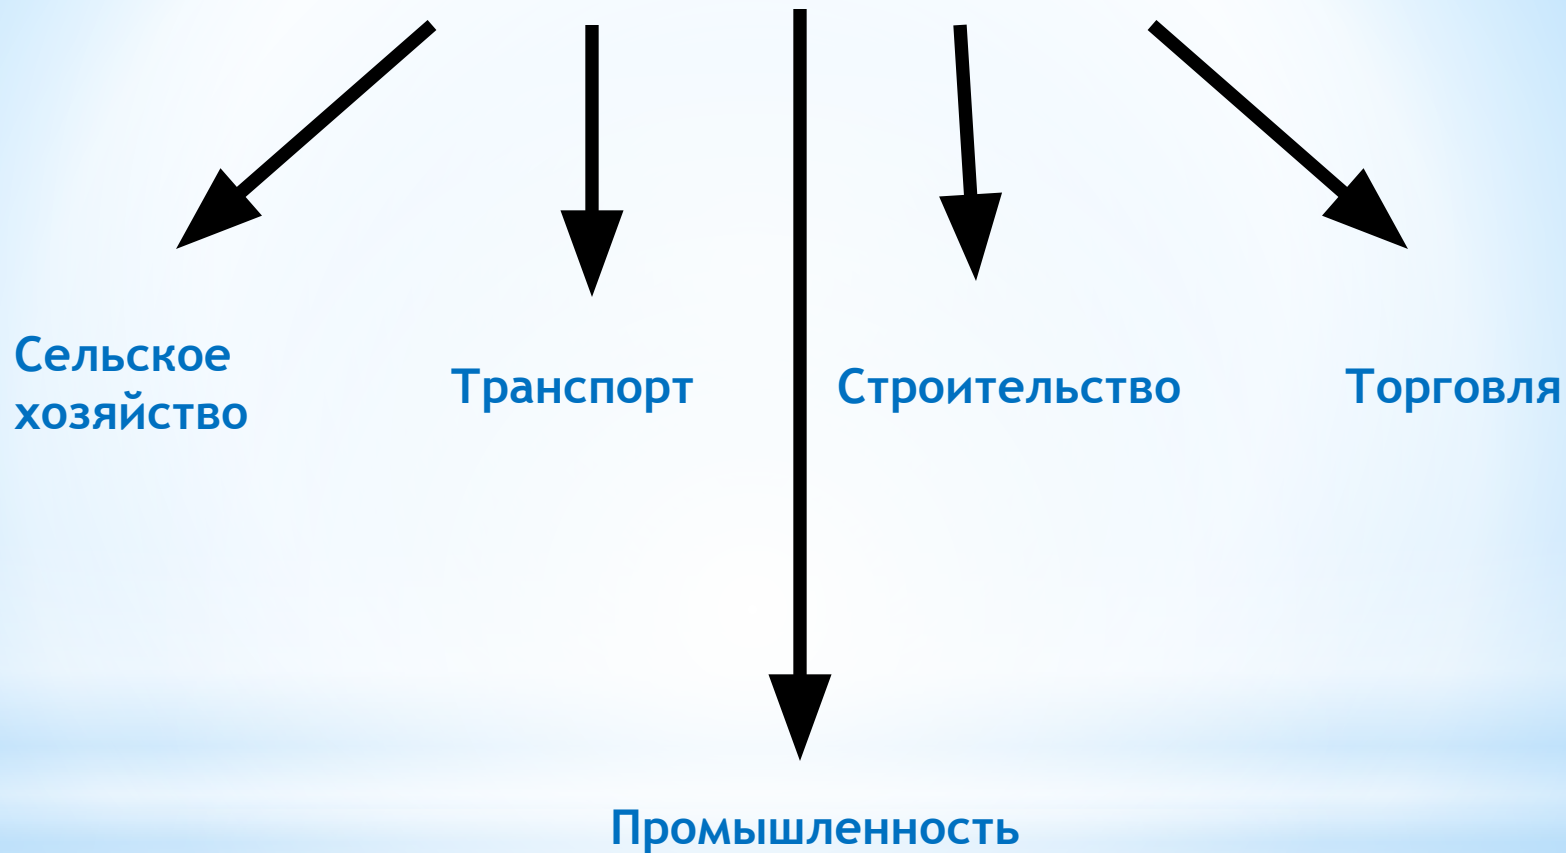 Сельское
хозяйство
Транспорт
Строительство
Торговля
Промышленность